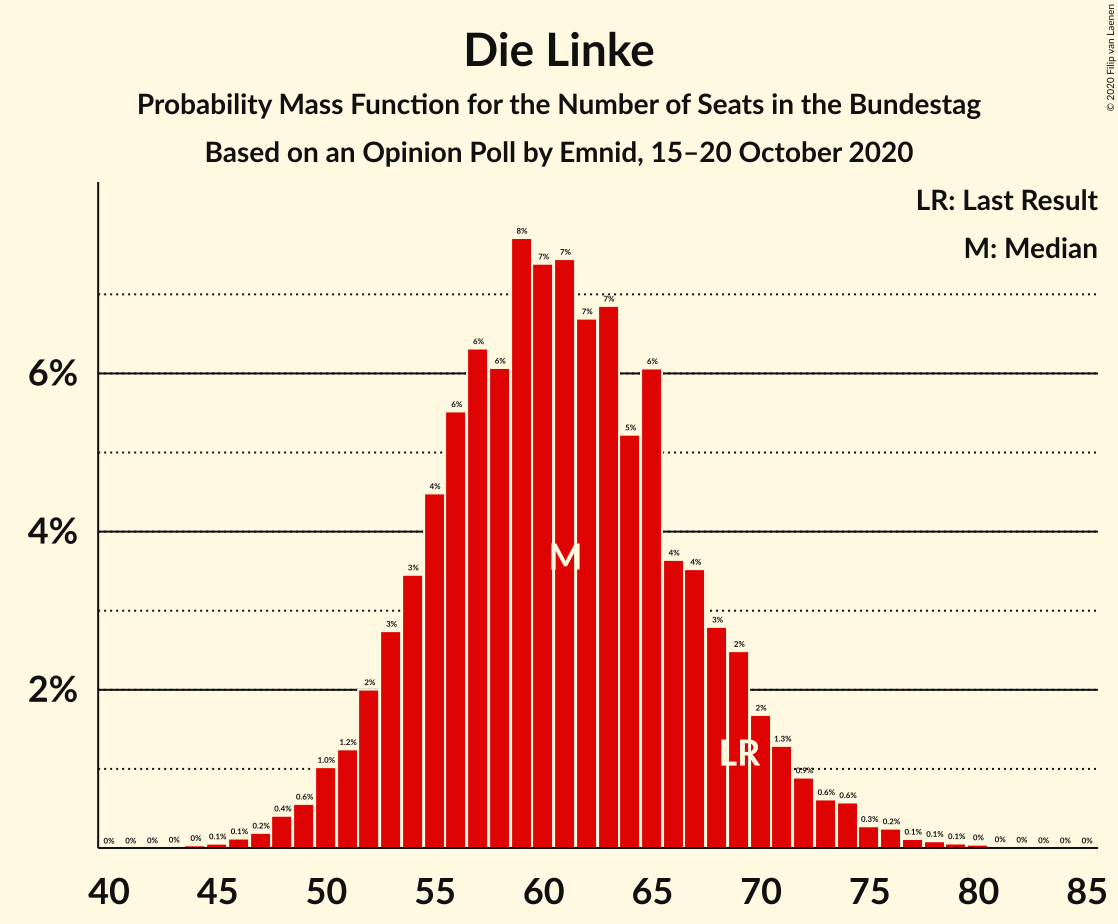 © 2020 Filip van Laenen
Die Linke
Probability Mass Function for the Number of Seats in the Bundestag
Based on an Opinion Poll by Emnid, 15–20 October 2020
LR: Last Result
M: Median
6%
4%
2%
0% 0% 0% 0% 0% 0.1% 0.1% 0.2% 0.4% 0.6% 1.0% 1.2% 2% 3% 3% 4% 6% 6% 6% 8% 7% 7% 7% 7% 5% 6% 4% 4% 3% 2% 2% 1.3% 0.9% 0.6% 0.6% 0.3% 0.2% 0.1% 0.1% 0.1% 0% 0% 0% 0% 0% 0%
M
LR
40 45 50 55 60 65 70 75 80 85